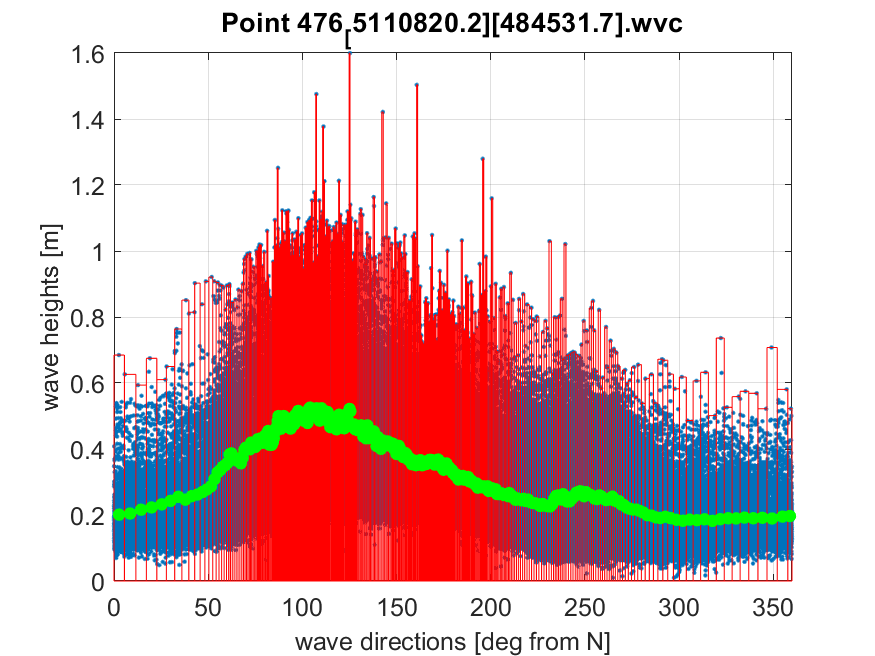 Point 476[5110820.2][484531.7].wvc
1.6
1.4
1.2
1
0.8
0.6
0.4
0.2
0
wave heights [m]
0 50 100 150 200 250 300 350
wave directions [deg from N]